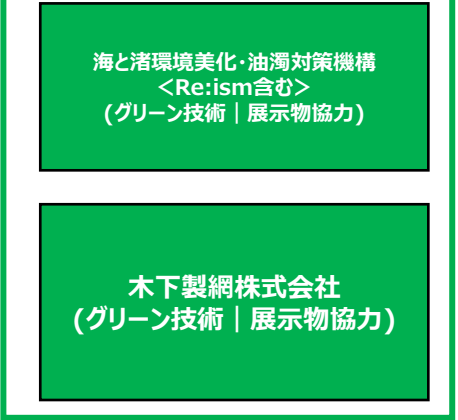 海と渚環境美化・油濁対策機構
＜Re:ism含む＞
(グリーン技術｜展示物協力)
木下製網株式会社
(グリーン技術｜展示物協力)